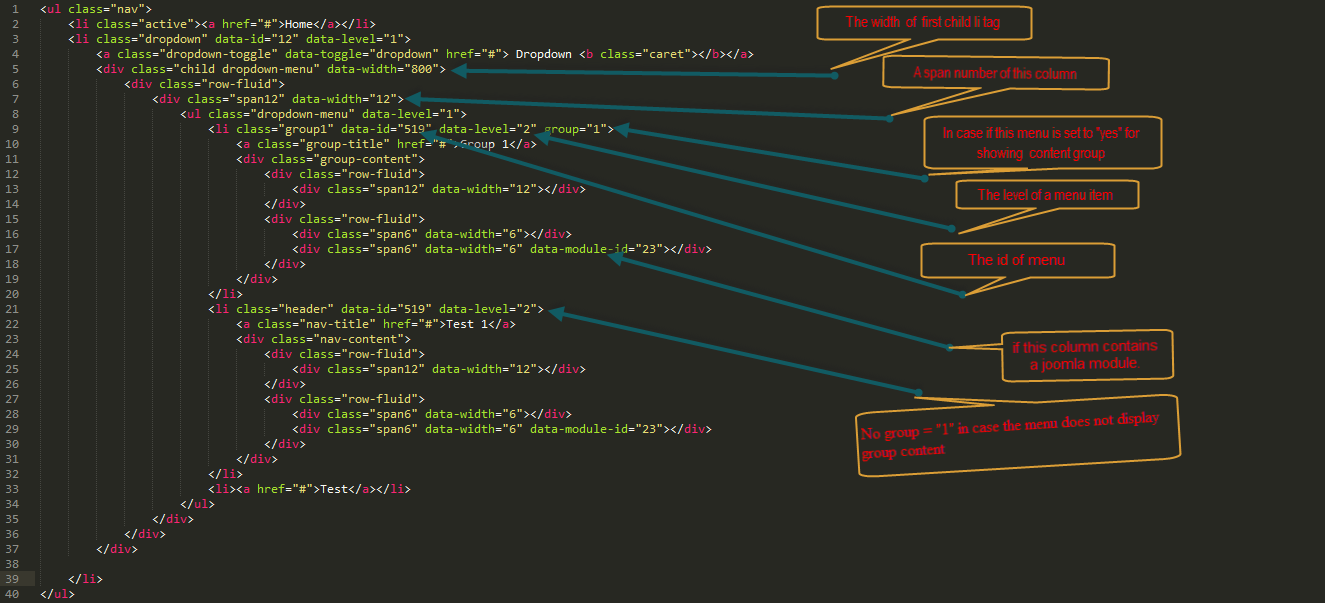 1 <ul class="nav">
2 <li class="active"><a href="#">Home</a></li>
3 <li class="dropdown" data-id="12" data-level="1">
4 <a class="dropdown-toggle" data-toggle="dropdown" href="#"> Dropdown <b class="caret"></b></a>
5 <div class="child dropdown-menu" data-width="800">
6 <div class="row-fluid">
7 <div class="span12" data-width="12">
8 <ul class="dropdown-menu" data-level="1">
9 <li class="group1" data-id="519" data-level="2" group="1">
10 <a class="group-title" href="#">Group 1</a>
11 <div class="group-content">
12 <div class="row-fluid">
13 <div class="span12" data-width="12"></div>
14 </div>
15 <div class="row-fluid">
16 <div class="span6" data-width="6"></div>
17 <div class="span6" data-width="6" data-module-id="23"></div>
18 </div>
19 </div>
20 </li>
21 <li class="header" data-id="519" data-level="2">
22 <a class="nav-title" href="#">Test 1</a>
23 <div class="nav-content">
24 <div class="row-fluid">
25 <div class="span12" data-width="12"></div>
26 </div>
27 <div class="row-fluid">
28 <div class="span6" data-width="6"></div>
29 <div class="span6" data-width="6" data-module-id="23"></div>
30 </div>
31 </div>
32 </li>
33 <li><a href="#">Test</a></li>
34 </ul>
35 </div>
36 </div>
37 </div>
38
39 </li>
40 </ul>
The width of first child li tag
A span number of this column
In case if this menu is set to "yes" for
showing content group
The level of a menu item
The id of menu
if this column contains
a joomla module.
No group = "1" in case the menu does not display
group content